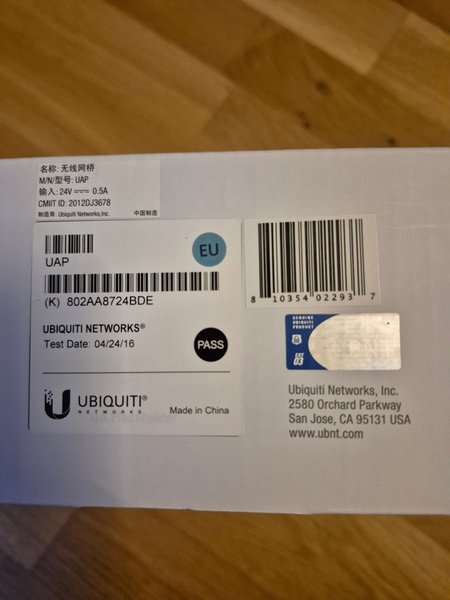 名称: 无线网桥
M/N/型号: UAP
输入: 24V⎓ 0.5A
CMIIT ID: 2012DJ3678
制造商 Ubiquiti Networks,Inc. 中国制造
UAP
EU
(K) 802AA8724BDE
UBIQUITI NETWORKS®
Test Date: 04/24/16
PASS
UBIQUITI®
NETWORKS
Made in China
8 10354 02293 7
GENUINE
UBIQUITI
PRODUCT
EST
03
Ubiquiti Networks, Inc.
2580 Orchard Parkway
San Jose, CA 95131 USA
www.ubnt.com